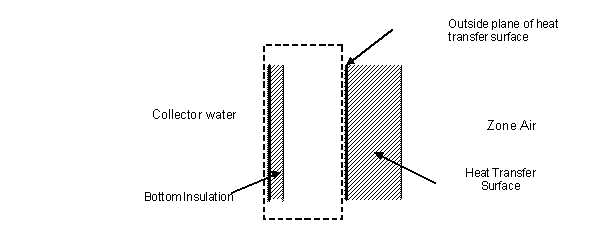 Outside plane of heat
transfer surface
Collector water
Zone Air
Heat Transfer
Surface
Bottom Insulation